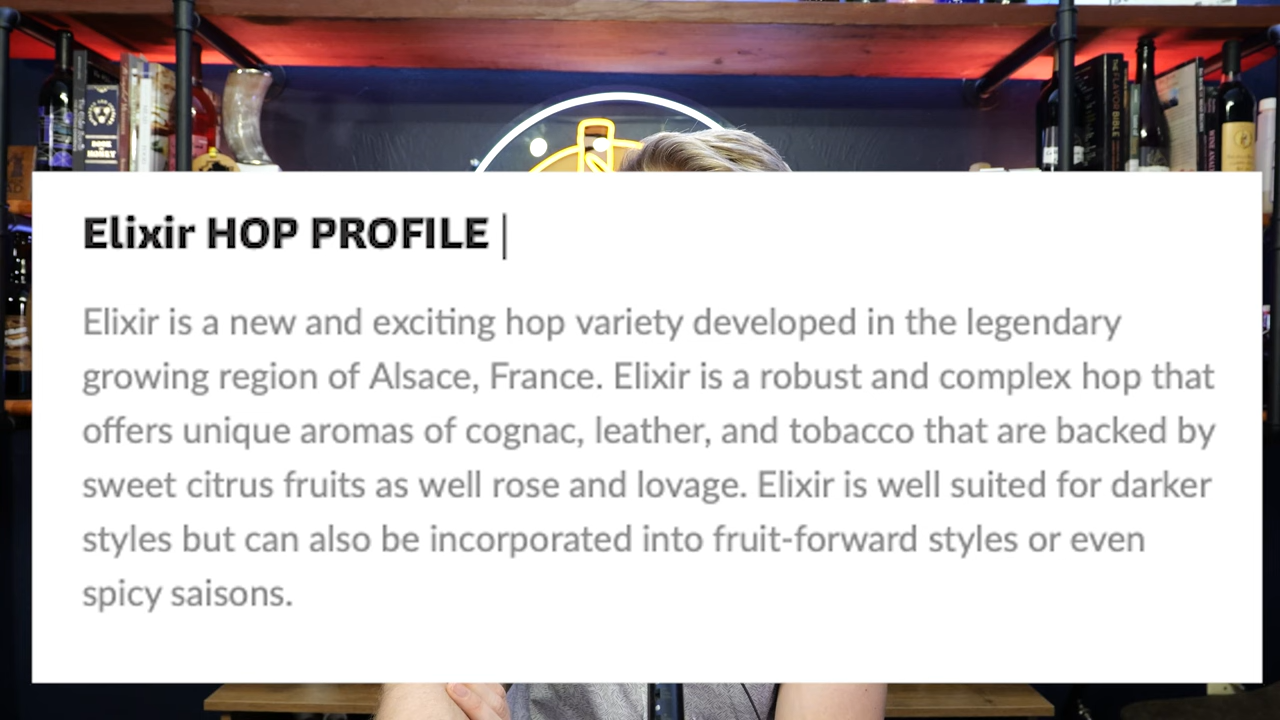 THE FLAVOR BIBLE
Elixir HOP PROFILE |
Elixir is a new and exciting hop variety developed in the legendary
growing region of Alsace, France. Elixir is a robust and complex hop that
offers unique aromas of cognac, leather, and tobacco that are backed by
sweet citrus fruits as well rose and lovage. Elixir is well suited for darker
styles but can also be incorporated into fruit-forward styles or even
spicy saisons.